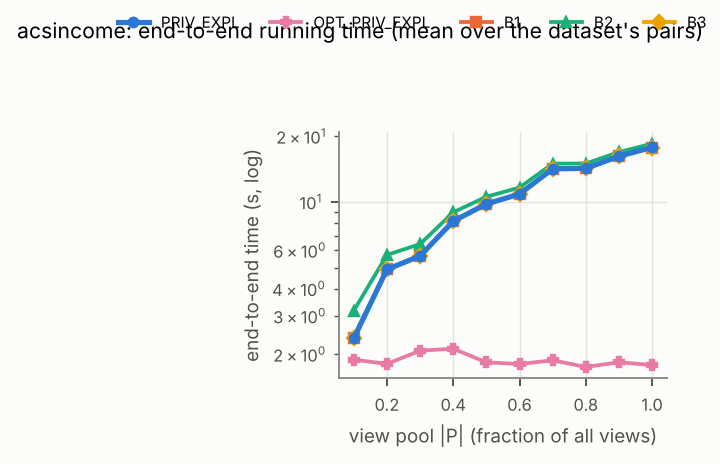 PRIV_EXPL OPT_PRIV_EXPL B1 B2 B3
acsincome: end-to-end running time (mean over the dataset's pairs)
end-to-end time (s, log)
2 × 10¹
10¹
6 × 10⁰
4 × 10⁰
3 × 10⁰
2 × 10⁰
0.2 0.4 0.6 0.8 1.0
view pool |P| (fraction of all views)